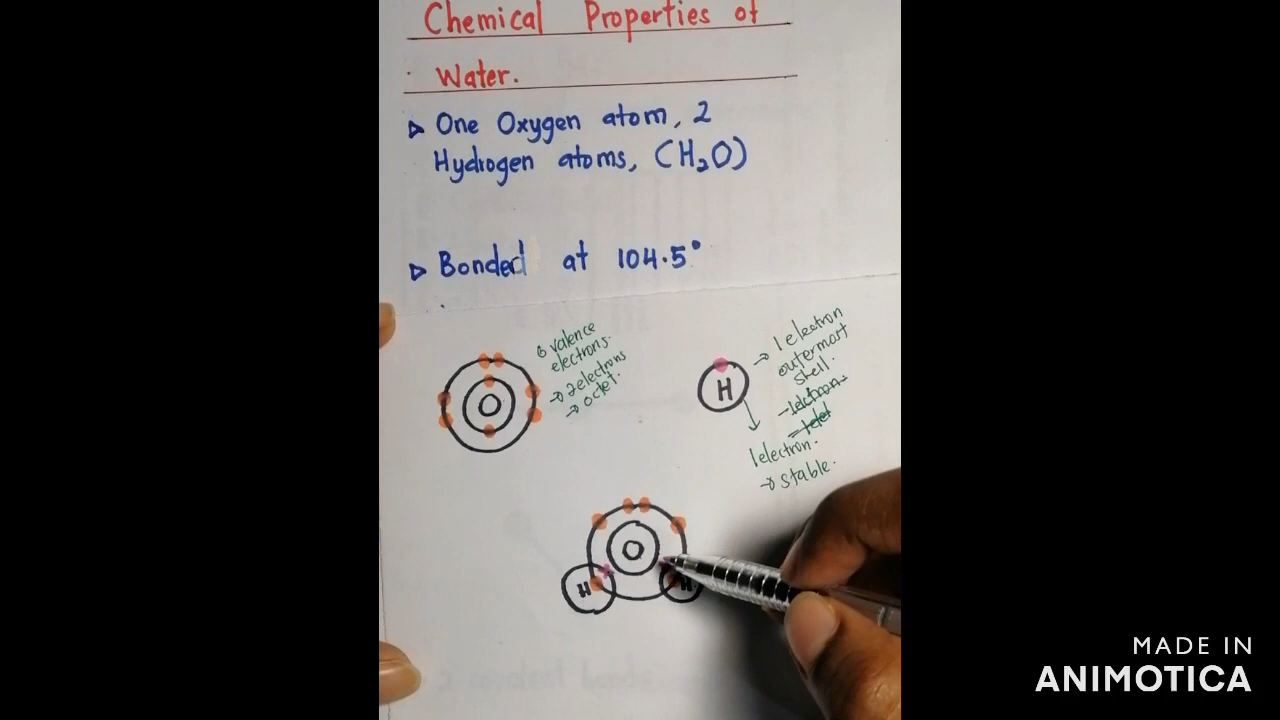 Chemical Properties of
Water.
One Oxygen atom, 2
Hydrogen atoms, (H₂O)
Bonded at 104.5°
6 valence
electrons.
→ 2 electrons
→ octet.
O
H
→ 1 electron
outermost
shell.
1 electron.
→ stable.
O
H
H
MADE IN
ANIMOTICA